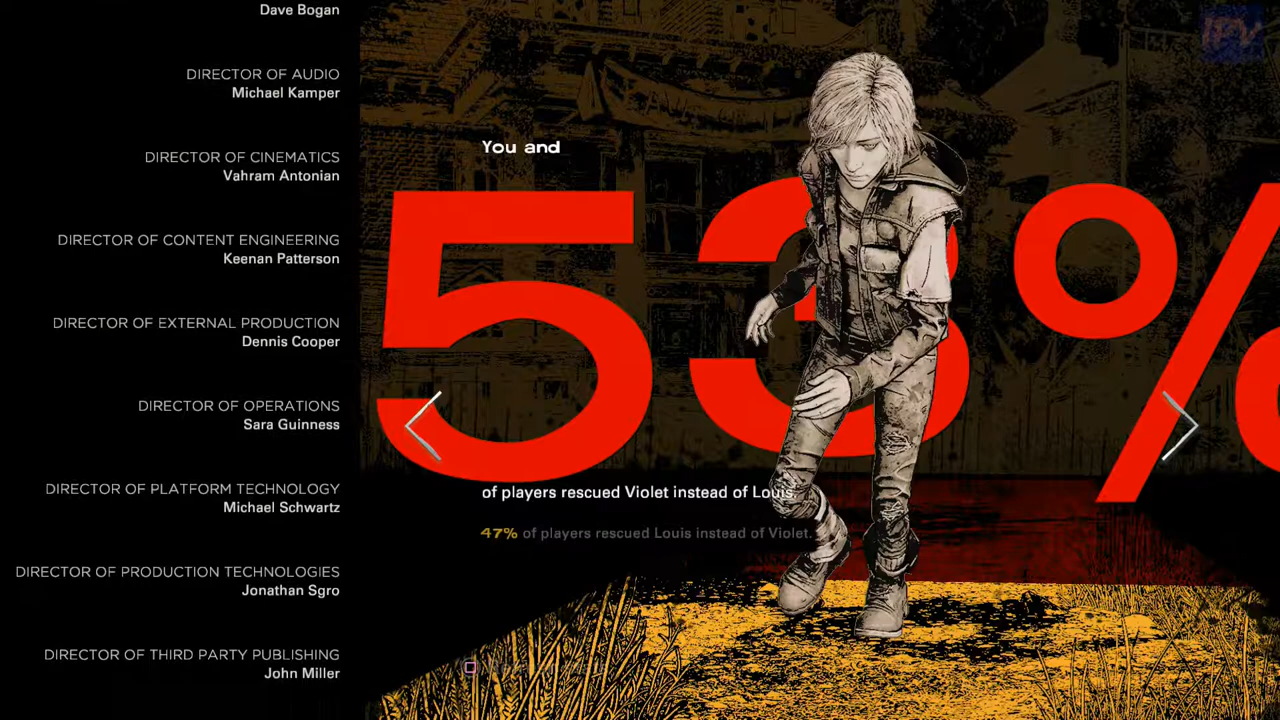 Dave Bogan
DIRECTOR OF AUDIO
Michael Kamper
DIRECTOR OF CINEMATICS
Vahram Antonian
DIRECTOR OF CONTENT ENGINEERING
Keenan Patterson
DIRECTOR OF EXTERNAL PRODUCTION
Dennis Cooper
DIRECTOR OF OPERATIONS
Sara Guinness
DIRECTOR OF PLATFORM TECHNOLOGY
Michael Schwartz
DIRECTOR OF PRODUCTION TECHNOLOGIES
Jonathan Sgro
DIRECTOR OF THIRD PARTY PUBLISHING
John Miller
You and
53%
of players rescued Violet instead of Louis.
47% of players rescued Louis instead of Violet.